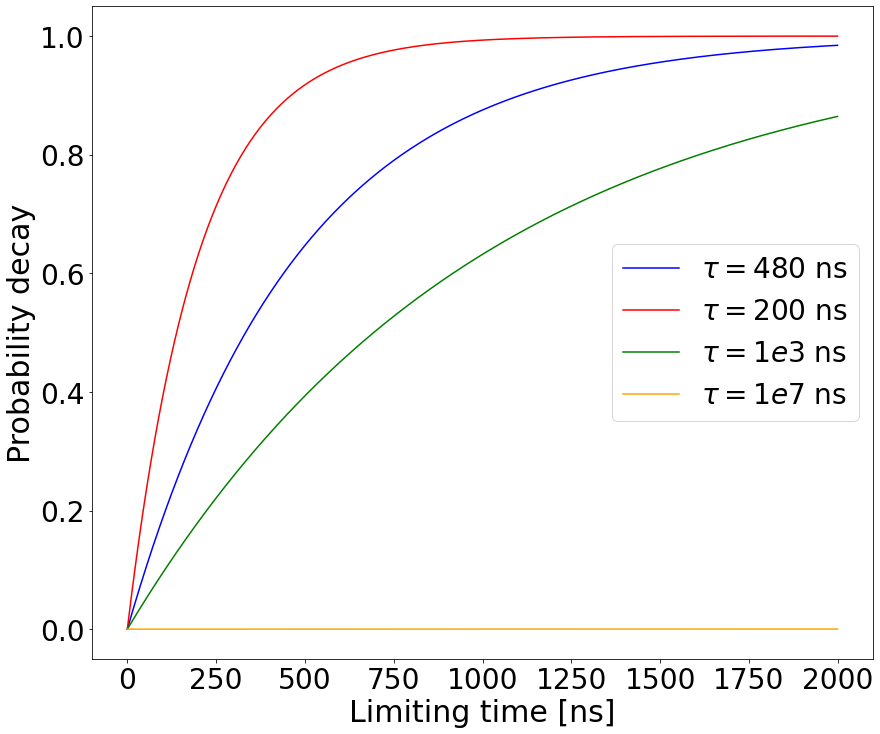 1.0
0.8
0.6
0.4
0.2
0.0
Probability decay
τ = 480 ns
τ = 200 ns
τ = 1e3 ns
τ = 1e7 ns
0 250 500 750 1000 1250 1500 1750 2000
Limiting time [ns]